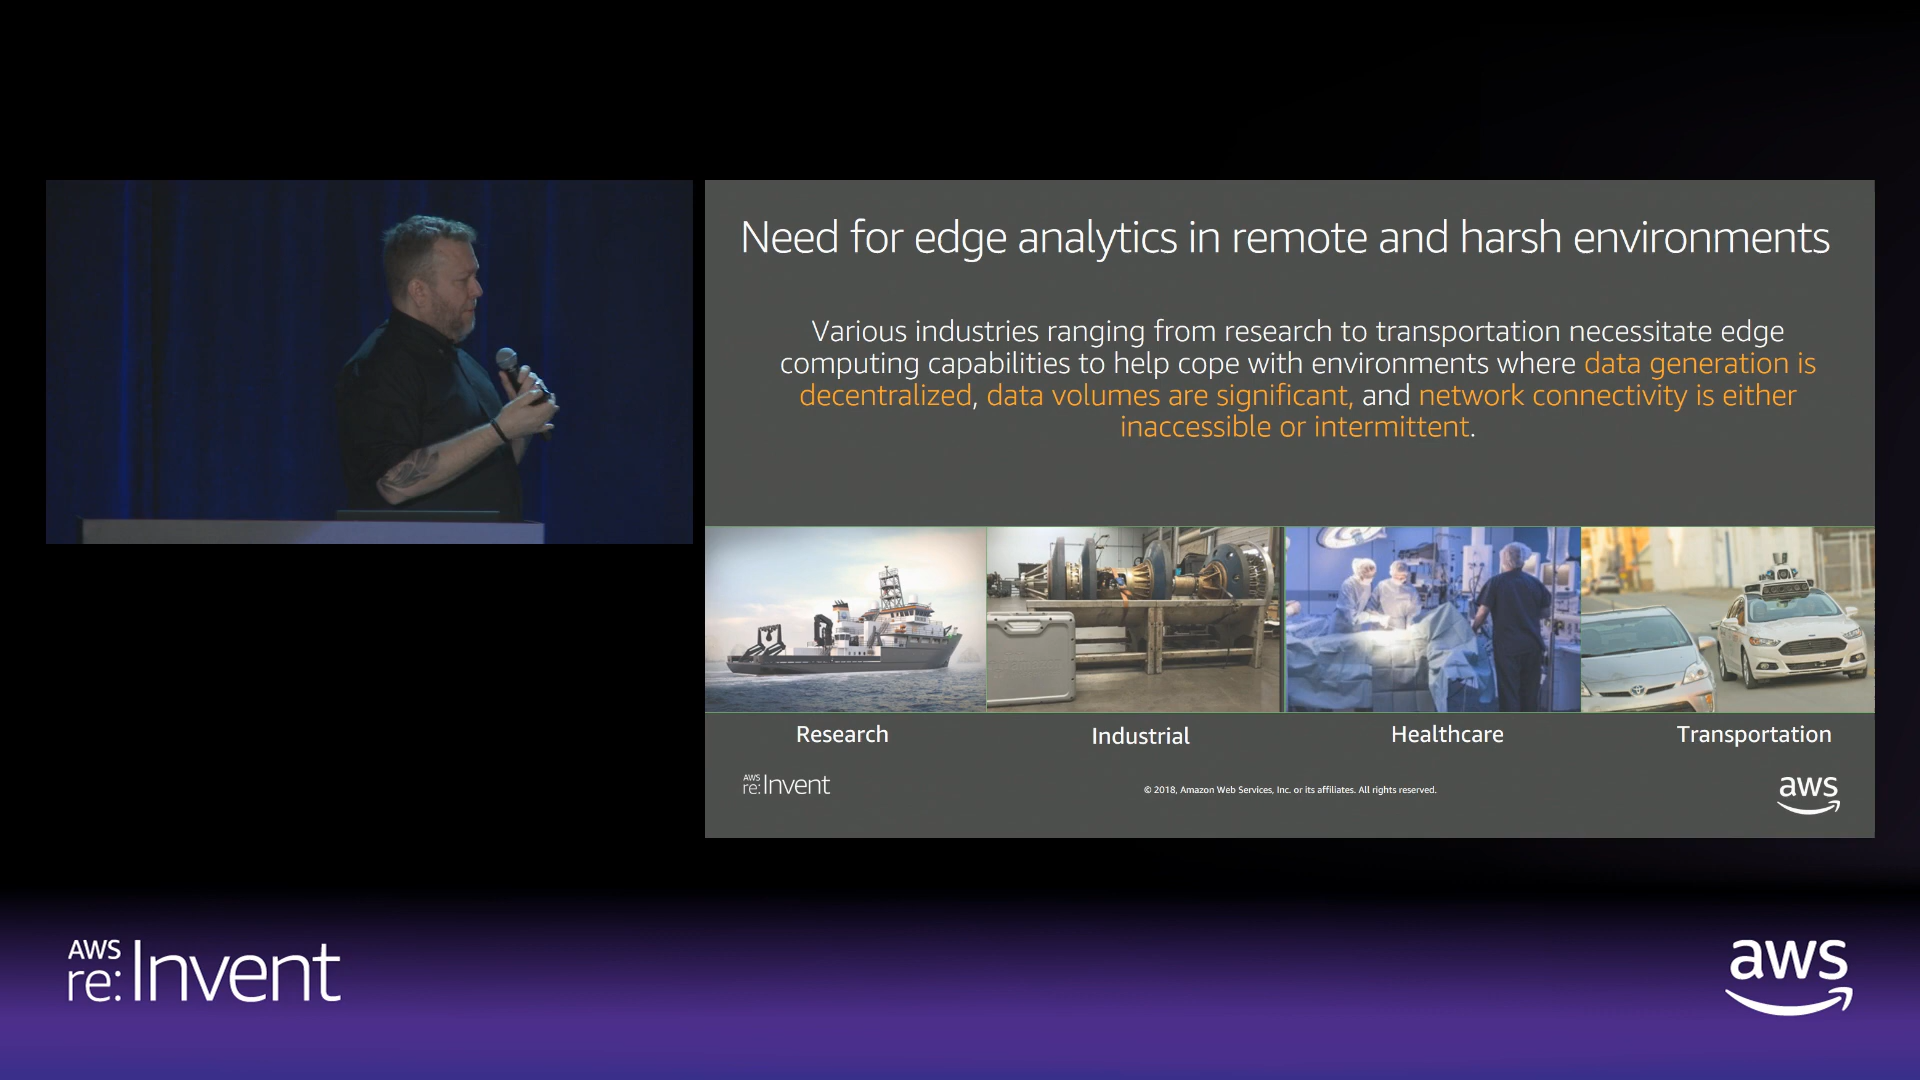 Need for edge analytics in remote and harsh environments
Various industries ranging from research to transportation necessitate edge
computing capabilities to help cope with environments where data generation is
decentralized, data volumes are significant, and network connectivity is either
inaccessible or intermittent.
Research
Industrial
Healthcare
Transportation
AWS
re:Invent
© 2018, Amazon Web Services, Inc. or its affiliates. All rights reserved.
aws
AWS
re:Invent
aws